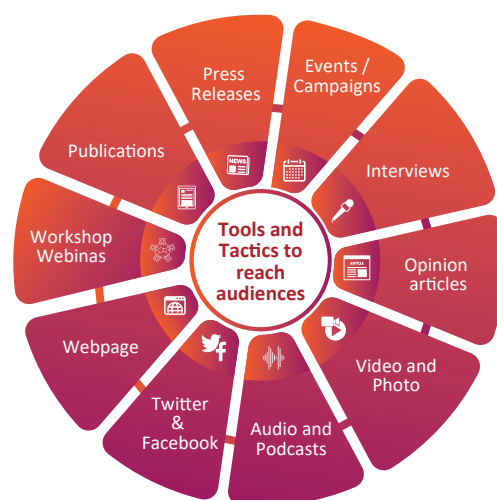 Tools and
Tactics to
reach
audiences
Press
Releases
Events /
Campaigns
Interviews
Opinion
articles
Video and
Photo
Audio and
Podcasts
Twitter
&
Facebook
Webpage
Workshop
Webinas
Publications
NEWS
ARTICLE